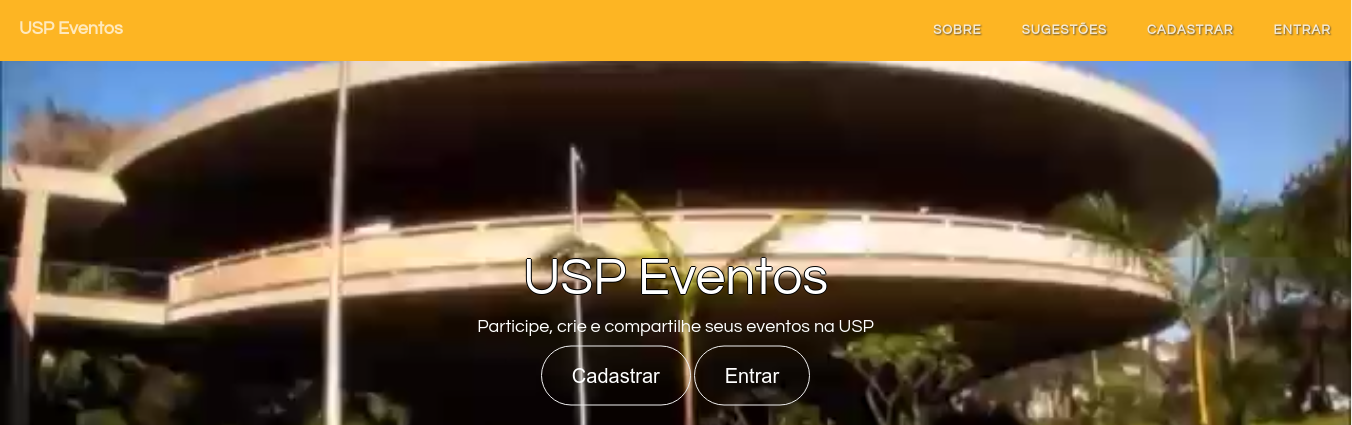 USP Eventos
SOBRE SUGESTÕES CADASTRAR ENTRAR
USP Eventos
Participe, crie e compartilhe seus eventos na USP
Cadastrar Entrar